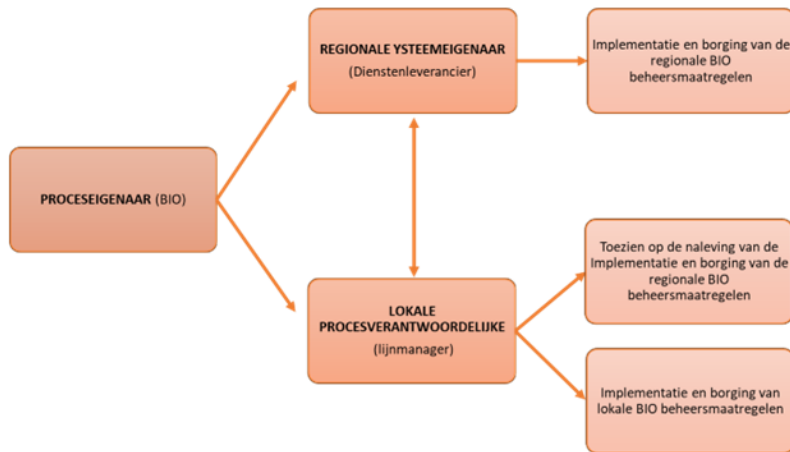 REGIONALE YSTEEMEIGENAAR
(Dienstenleverancier)
Implementatie en borging van de
regionale BIO
beheersmaatregelen
PROCESEIGENAAR (BIO)
LOKALE
PROCESVERANTWOORDELIJKE
(lijnmanager)
Toezien op de naleving van de
Implementatie en borging van de
regionale BIO
beheersmaatregelen
Implementatie en borging van
lokale BIO beheersmaatregelen